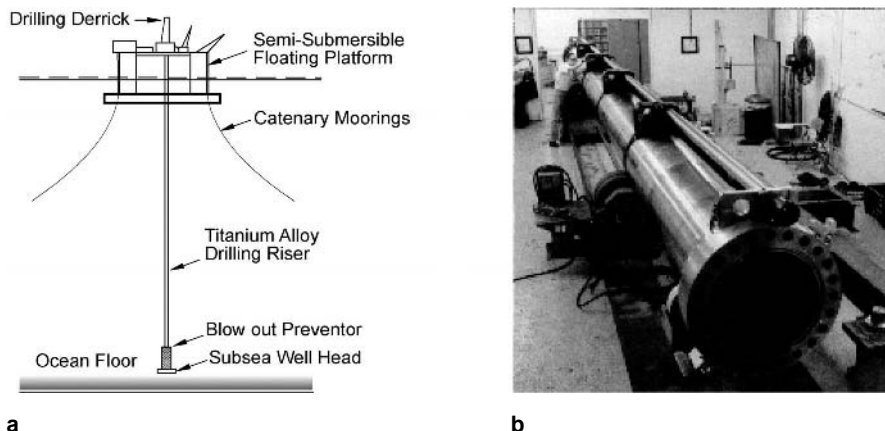 Drilling Derrick
Semi-Submersible
Floating Platform
Catenary Moorings
Titanium Alloy
Drilling Riser
Blow out Preventor
Ocean Floor
Subsea Well Head
a
b